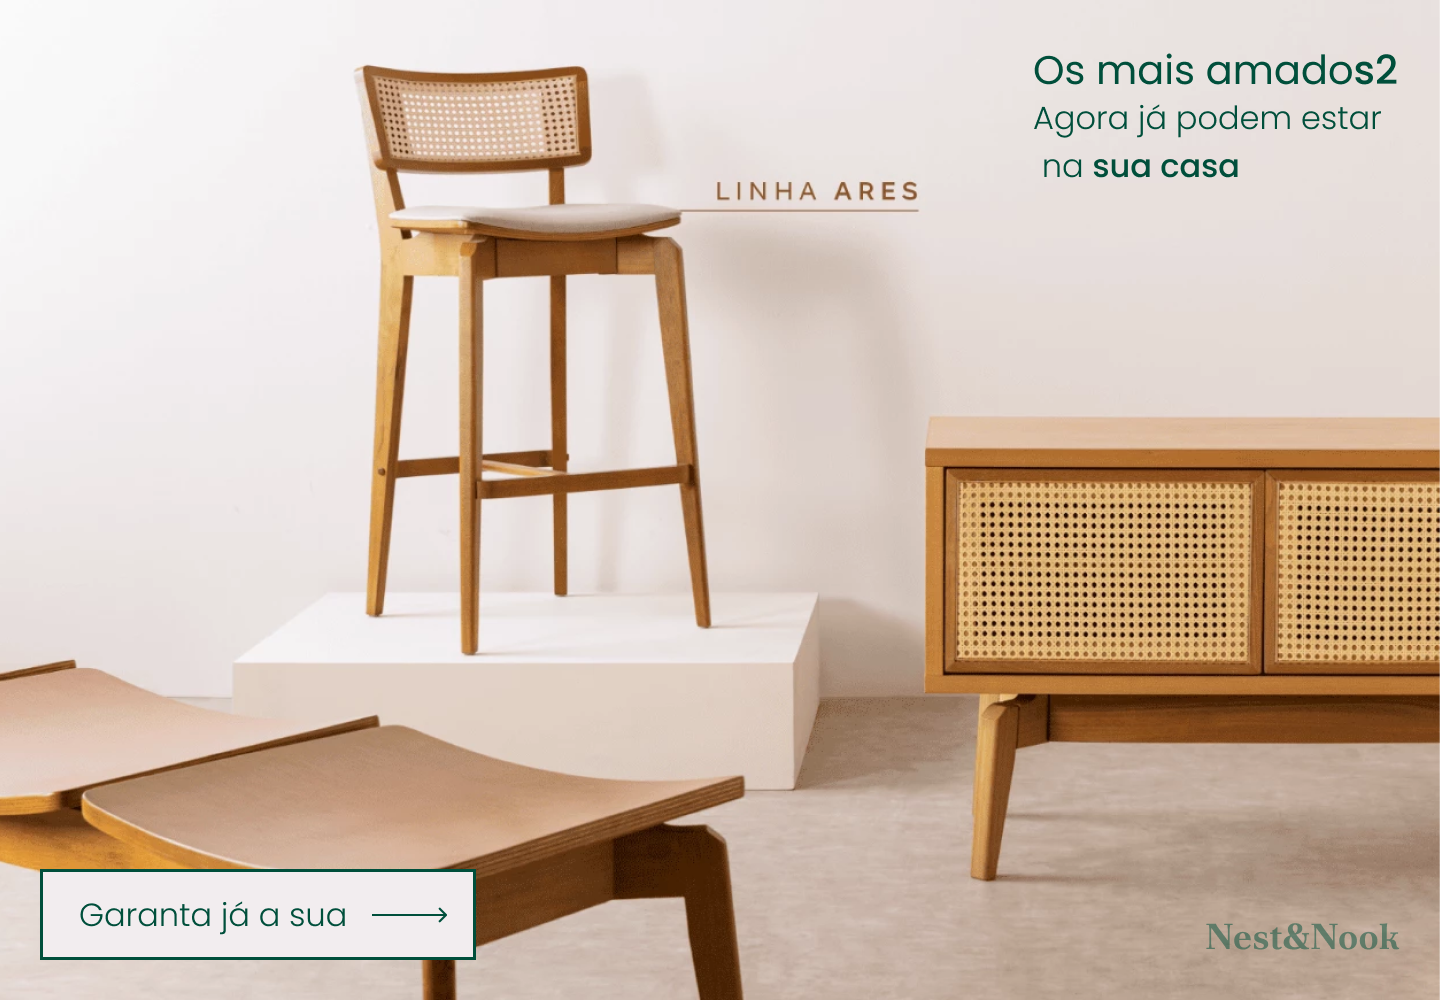 Os mais amados2
Agora já podem estar
na sua casa
LINHA ARES
Garanta já a sua
Nest&Nook